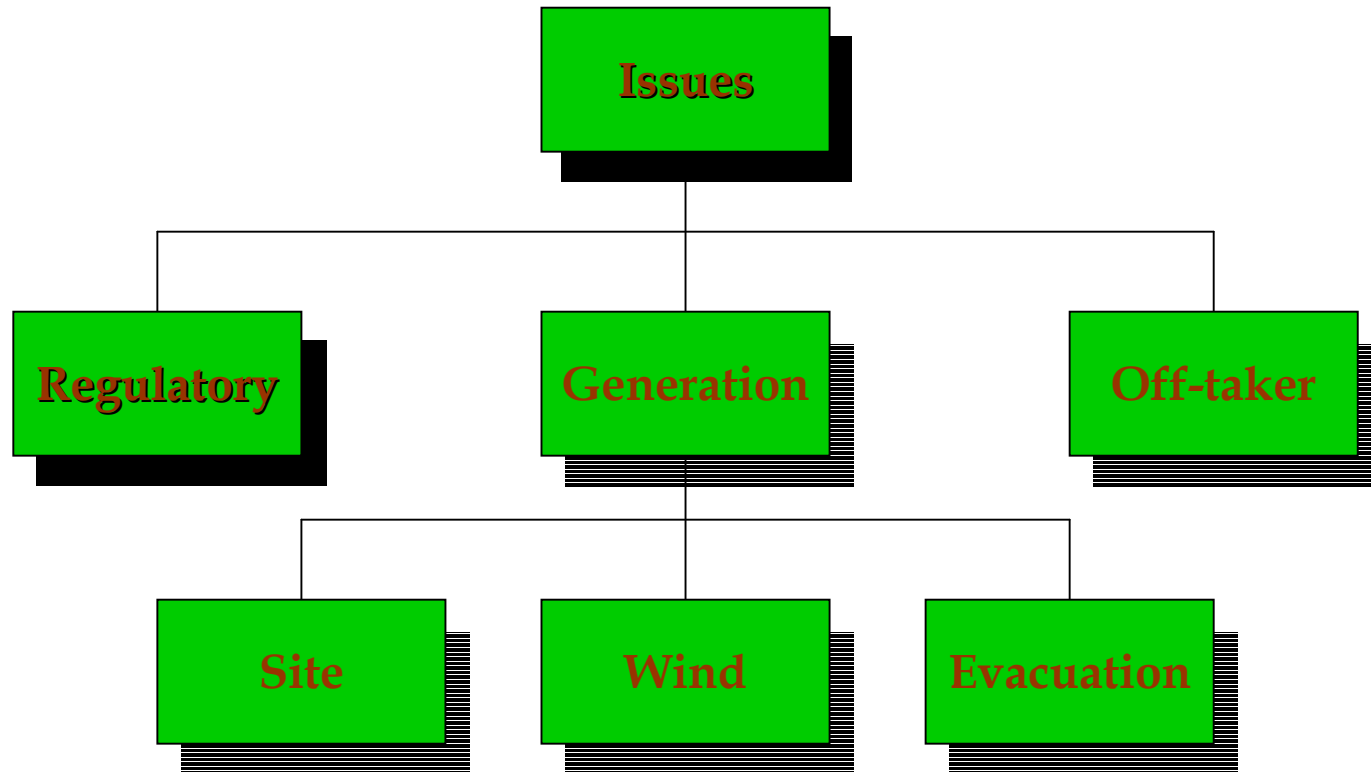 Issues
Regulatory
Generation
Off-taker
Site
Wind
Evacuation